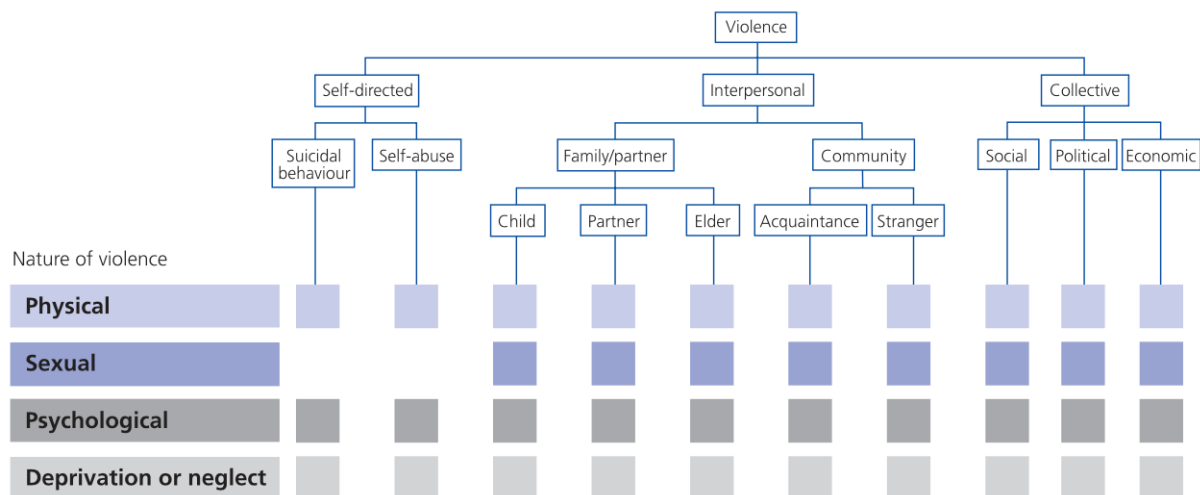 Violence
Self-directed
Interpersonal
Collective
Suicidal
behaviour
Self-abuse
Family/partner
Community
Social
Political
Economic
Child
Partner
Elder
Acquaintance
Stranger
Nature of violence
Physical
Sexual
Psychological
Deprivation or neglect